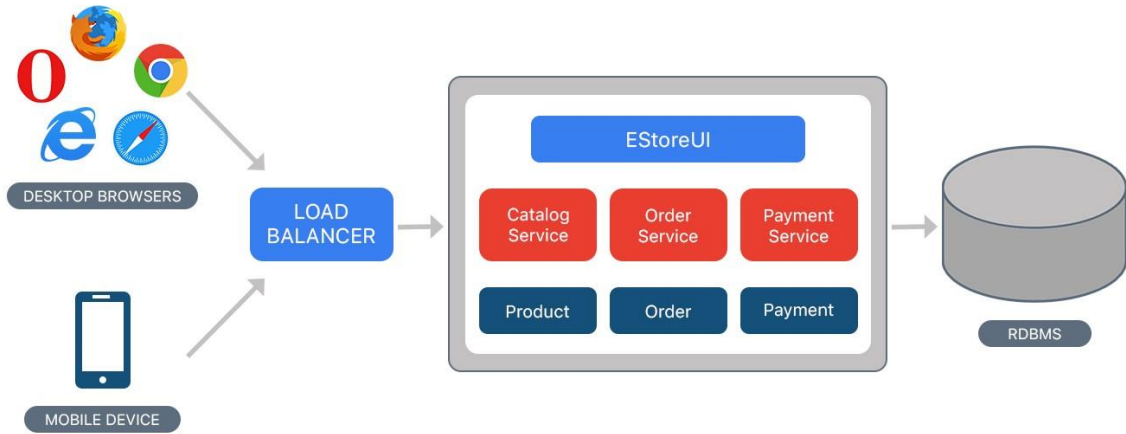 DESKTOP BROWSERS
MOBILE DEVICE
LOAD
BALANCER
EStoreUI
Catalog
Service
Order
Service
Payment
Service
Product
Order
Payment
RDBMS